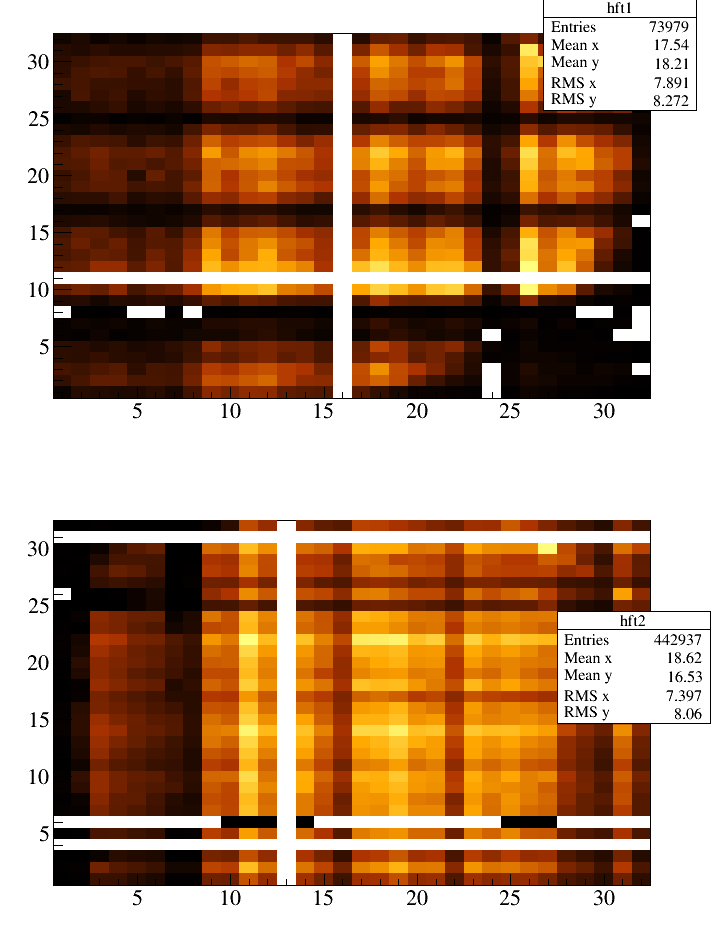 hft1
Entries 73979
Mean x 17.54
Mean y 18.21
RMS x 7.891
RMS y 8.272
30
25
20
15
10
5
5 10 15 20 25 30
hft2
Entries 442937
Mean x 18.62
Mean y 16.53
RMS x 7.397
RMS y 8.06
30
25
20
15
10
5
5 10 15 20 25 30